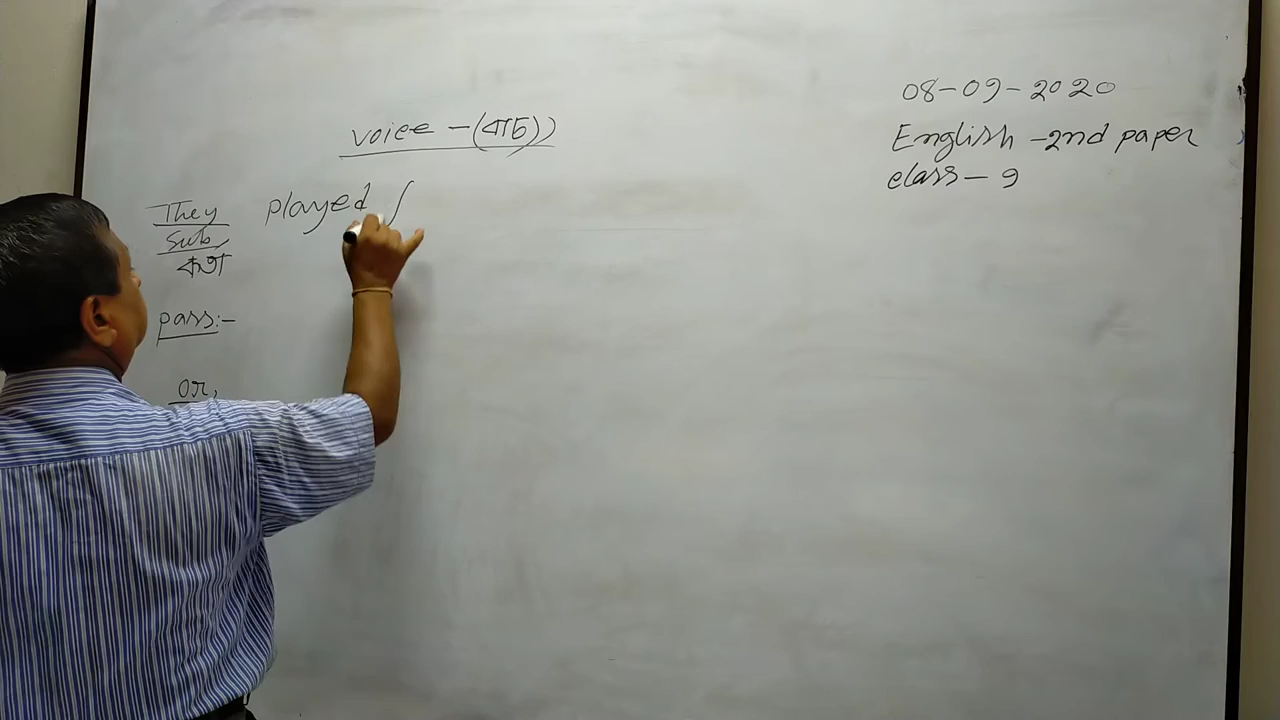 08-09-2020
voice -(বাচ্য)
English -2nd paper
class - 9
They played
Sub
কর্তা
pass:-
or,